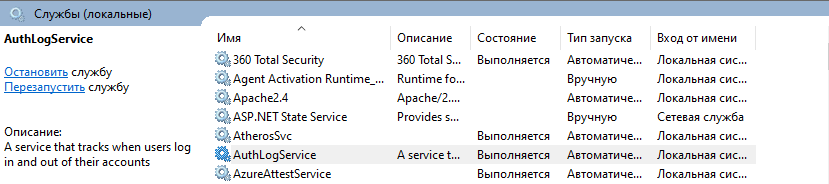 Службы (локальные)
AuthLogService
Остановить службу
Перезапустить службу
Описание:
A service that tracks when users log
in and out of their accounts
Имя Описание Состояние Тип запуска Вход от имени
360 Total Security 360 Total S... Выполняется Автоматиче... Локальная сис...
Agent Activation Runtime_... Runtime fo... Вручную Локальная сис...
Apache2.4 Apache/2.... Автоматиче... Локальная сис...
ASP.NET State Service Provides s... Вручную Сетевая служба
AtherosSvc Выполняется Автоматиче... Локальная сис...
AuthLogService A service t... Выполняется Автоматиче... Локальная сис...
AzureAttestService Выполняется Автоматиче... Локальная сис...